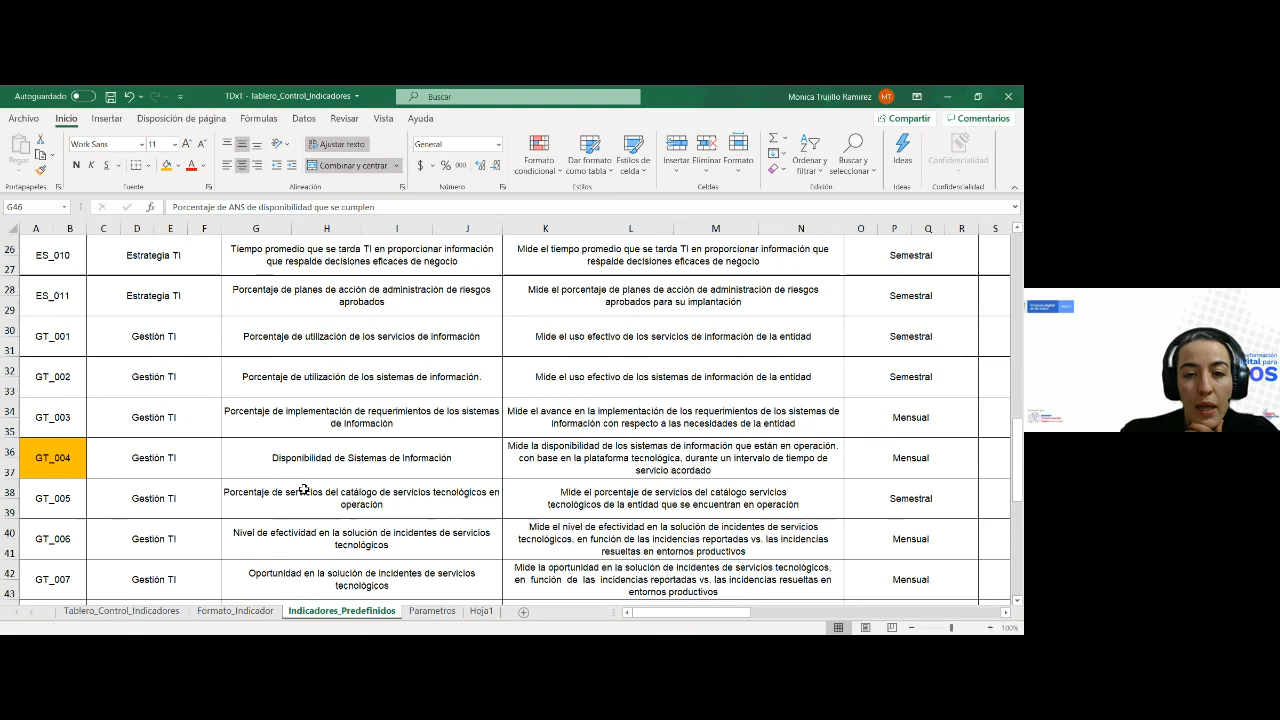 Autoguardado
TDxT - Tablero_Control_Indicadores
Buscar
Monica Trujillo Ramirez
MT
Archivo Inicio Insertar Disposición de página Fórmulas Datos Revisar Vista Ayuda
Compartir Comentarios
Pegar
Work Sans 11
N K S
Ajustar texto
Combinar y centrar
General
$ % 000
Formato condicional
Dar formato como tabla
Estilos de celda
Insertar Eliminar Formato
Ordenar y filtrar
Buscar y seleccionar
Ideas
Confidencialidad
Portapapeles Fuente Alineación Número Estilos Celdas Edición Ideas Confidencialidad
G46
fx
Porcentaje de ANS de disponibilidad que se cumplen
A B C D E F G H I J K L M N O P Q R S
26
27
ES_010
Estrategia TI
Tiempo promedio que se tarda TI en proporcionar información
que respalde decisiones eficaces de negocio
Mide el tiempo promedio que se tarda TI en proporcionar información que
respalde decisiones eficaces de negocio
Semestral
28
29
ES_011
Estrategia TI
Porcentaje de planes de acción de administración de riesgos
aprobados
Mide el porcentaje de planes de acción de administración de riesgos
aprobados para su implantación
Semestral
30
31
GT_001
Gestión TI
Porcentaje de utilización de los servicios de información
Mide el uso efectivo de los servicios de información de la entidad
Semestral
32
33
GT_002
Gestión TI
Porcentaje de utilización de los sistemas de información.
Mide el uso efectivo de los sistemas de información de la entidad
Semestral
34
35
GT_003
Gestión TI
Porcentaje de implementación de requerimientos de los sistemas
de información
Mide el avance en la implementación de los requerimientos de los sistemas de
información con respecto a las necesidades de la entidad
Mensual
36
37
GT_004
Gestión TI
Disponibilidad de Sistemas de Información
Mide la disponibilidad de los sistemas de información que están en operación,
con base en la plataforma tecnológica, durante un intervalo de tiempo de
servicio acordado
Mensual
38
39
GT_005
Gestión TI
Porcentaje de servicios del catálogo de servicios tecnológicos en
operación
Mide el porcentaje de servicios del catálogo servicios
tecnológicos de la entidad que se encuentran en operación
Semestral
40
41
GT_006
Gestión TI
Nivel de efectividad en la solución de incidentes de servicios
tecnológicos
Mide el nivel de efectividad en la solución de incidentes de servicios
tecnológicos, en función de las incidencias reportadas vs. las incidencias
resueltas en entornos productivos
Mensual
42
43
GT_007
Gestión TI
Oportunidad en la solución de incidentes de servicios
tecnológicos
Mide la oportunidad en la solución de incidentes de servicios tecnológicos,
en función de las incidencias reportadas vs. las incidencias resueltas en
entornos productivos
Mensual
Tablero_Control_Indicadores Formato_Indicador Indicadores_Predefinidos Parametros Hoja1
100%